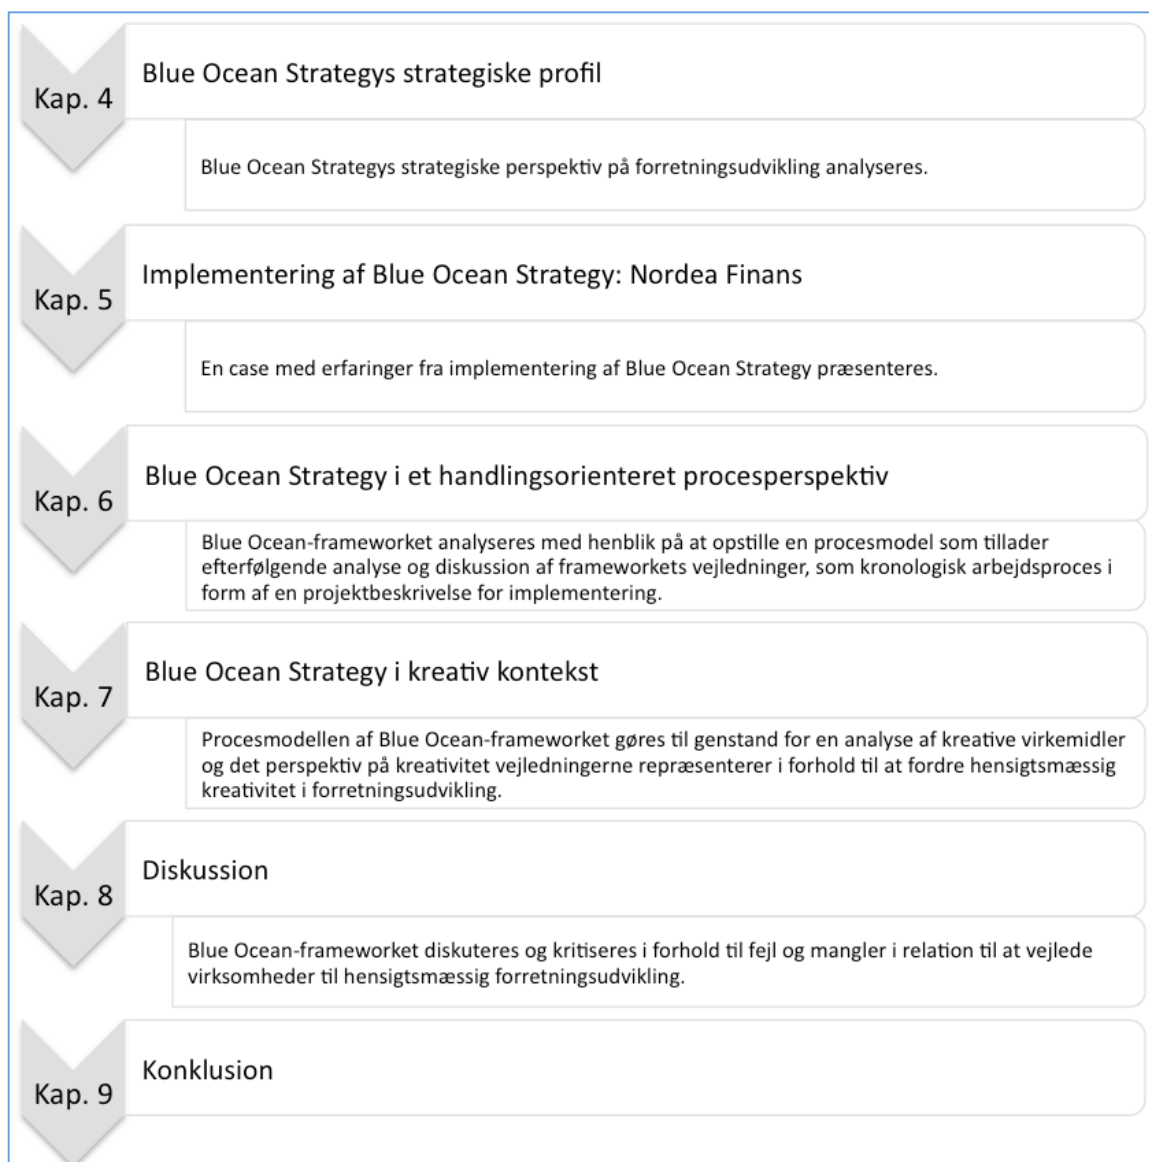 Kap. 4
Blue Ocean Strategys strategiske profil
Blue Ocean Strategys strategiske perspektiv på forretningsudvikling analyseres.
Kap. 5
Implementering af Blue Ocean Strategy: Nordea Finans
En case med erfaringer fra implementering af Blue Ocean Strategy præsenteres.
Kap. 6
Blue Ocean Strategy i et handlingsorienteret procesperspektiv
Blue Ocean-frameworket analyseres med henblik på at opstille en procesmodel som tillader
efterfølgende analyse og diskussion af frameworkets vejledninger, som kronologisk arbejdsproces i
form af en projektbeskrivelse for implementering.
Kap. 7
Blue Ocean Strategy i kreativ kontekst
Procesmodellen af Blue Ocean-frameworket gøres til genstand for en analyse af kreative virkemidler
og det perspektiv på kreativitet vejledningerne repræsenterer i forhold til at fordre hensigtsmæssig
kreativitet i forretningsudvikling.
Kap. 8
Diskussion
Blue Ocean-frameworket diskuteres og kritiseres i forhold til fejl og mangler i relation til at vejlede
virksomheder til hensigtsmæssig forretningsudvikling.
Kap. 9
Konklusion